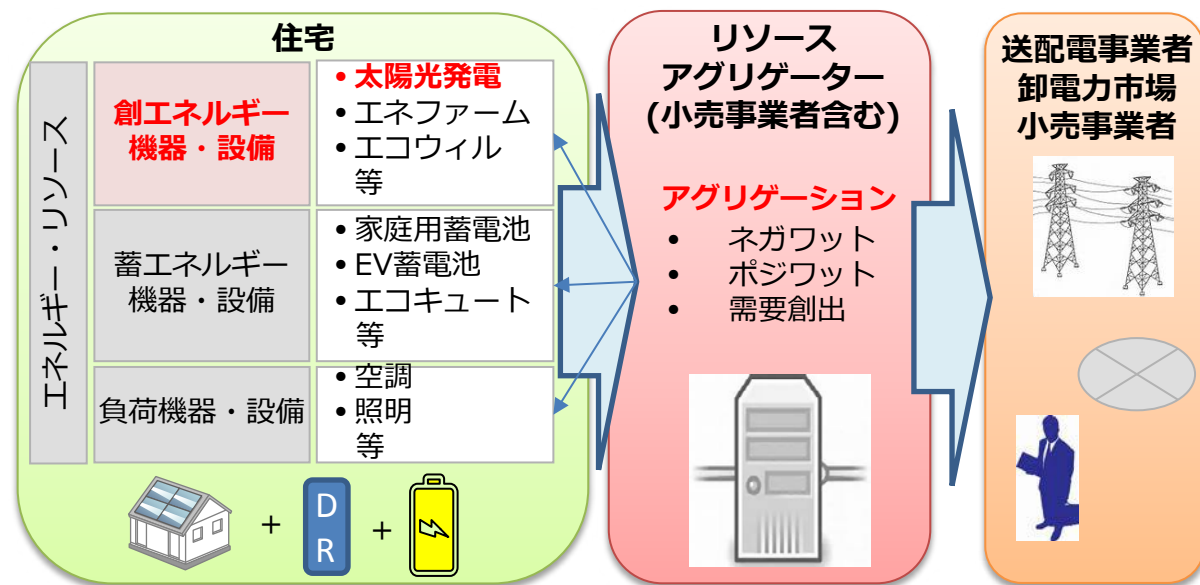 住宅
エネルギー・リソース
創エネルギー
機器・設備
• 太陽光発電
• エネファーム
• エコウィル
等
蓄エネルギー
機器・設備
• 家庭用蓄電池
• EV蓄電池
• エコキュート
等
負荷機器・設備
• 空調
• 照明
等
+
D
R
+
リソース
アグリゲーター
(小売事業者含む)
アグリゲーション
• ネガワット
• ポジワット
• 需要創出
送配電事業者
卸電力市場
小売事業者